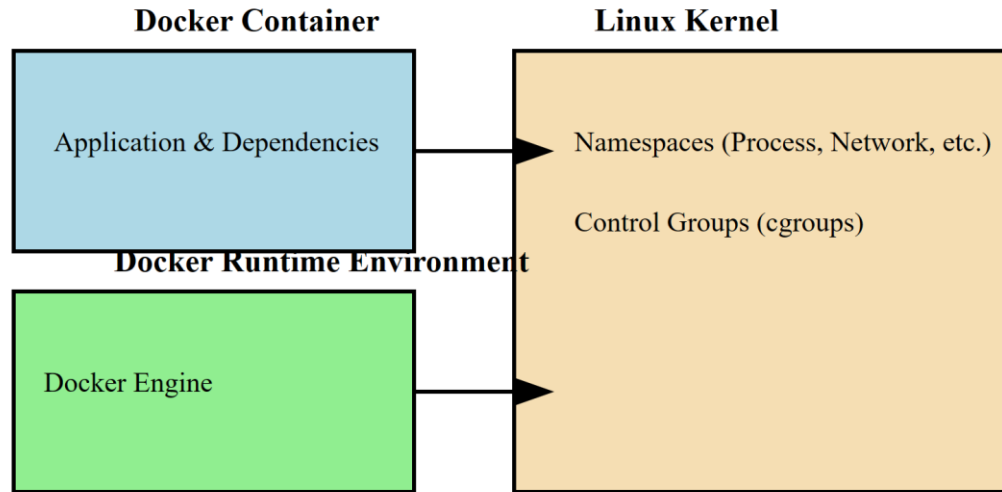 Docker Container
Linux Kernel
Application & Dependencies
Namespaces (Process, Network, etc.)
Control Groups (cgroups)
Docker Runtime Environment
Docker Engine